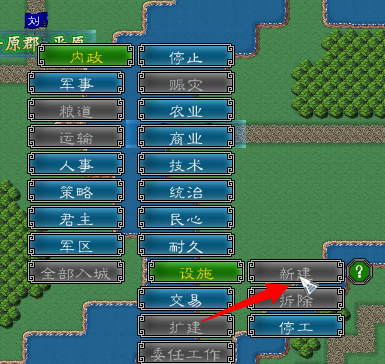 刘
原郡 平原
内政 停止
军事 赈灾
粮道 农业
运输 商业
人事 技术
策略 统治
君主 民心
军区 耐久
全部入城 设施 新建 ?
交易 拆除
扩建 停工
委任工作